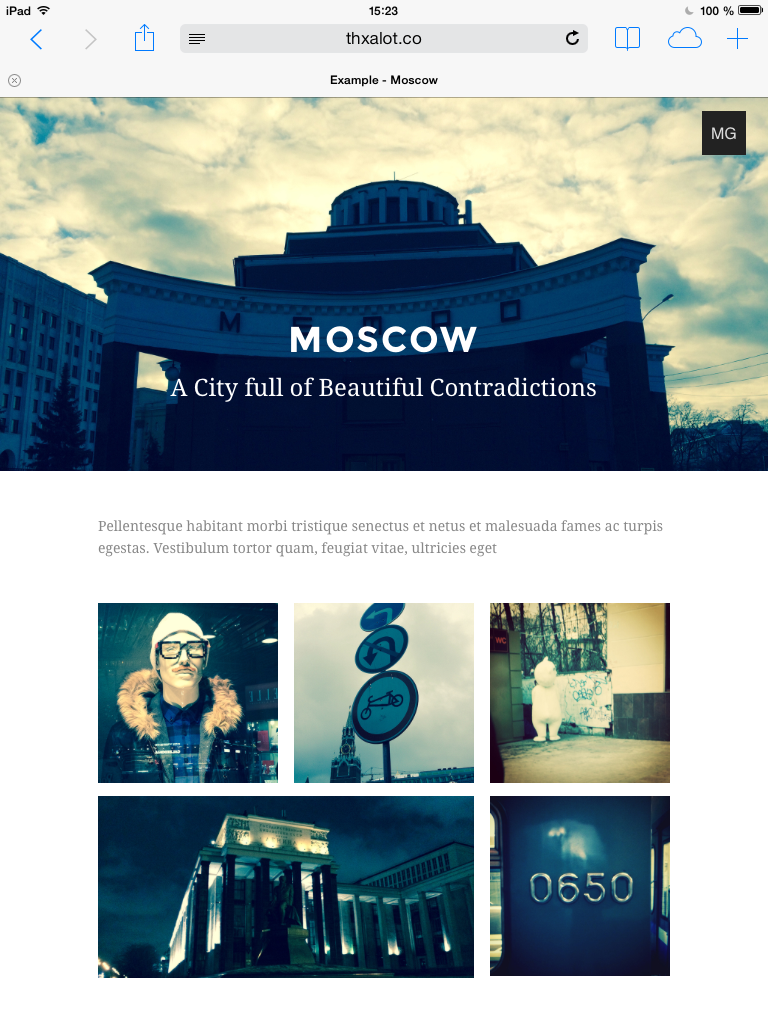 iPad 15:23 100 %
thxalot.co
Example - Moscow
MG
М Е Т Р О
MOSCOW
A City full of Beautiful Contradictions
Pellentesque habitant morbi tristique senectus et netus et malesuada fames ac turpis
egestas. Vestibulum tortor quam, feugiat vitae, ultricies eget
WC
0650